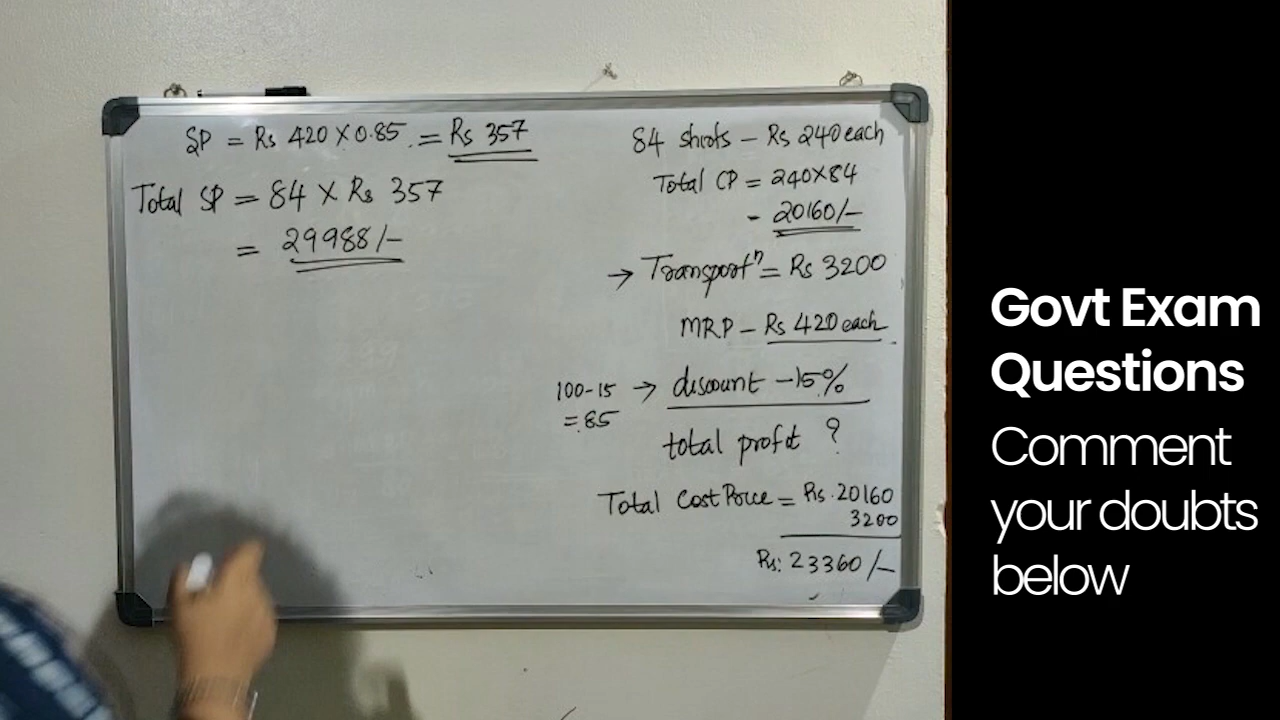 SP = Rs 420 X 0.85 = Rs 357
Total SP = 84 X Rs 357
= 29988/-
84 shirts - Rs 240 each
Total CP = 240X84
- 20160/-
→ Transportⁿ = Rs 3200
MRP - Rs 420 each
100-15 → discount - 15%
= 85
total profit ?
Total Cost Price = Rs. 20160
3200
Rs: 23360/-
Govt Exam
Questions
Comment
your doubts
below